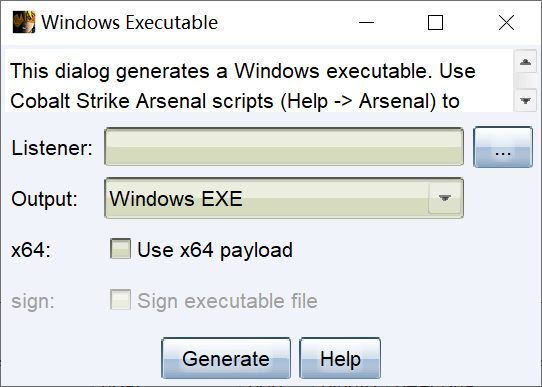 Windows Executable
This dialog generates a Windows executable. Use
Cobalt Strike Arsenal scripts (Help -> Arsenal) to
Listener:
...
Output: Windows EXE
x64: Use x64 payload
sign: Sign executable file
Generate Help